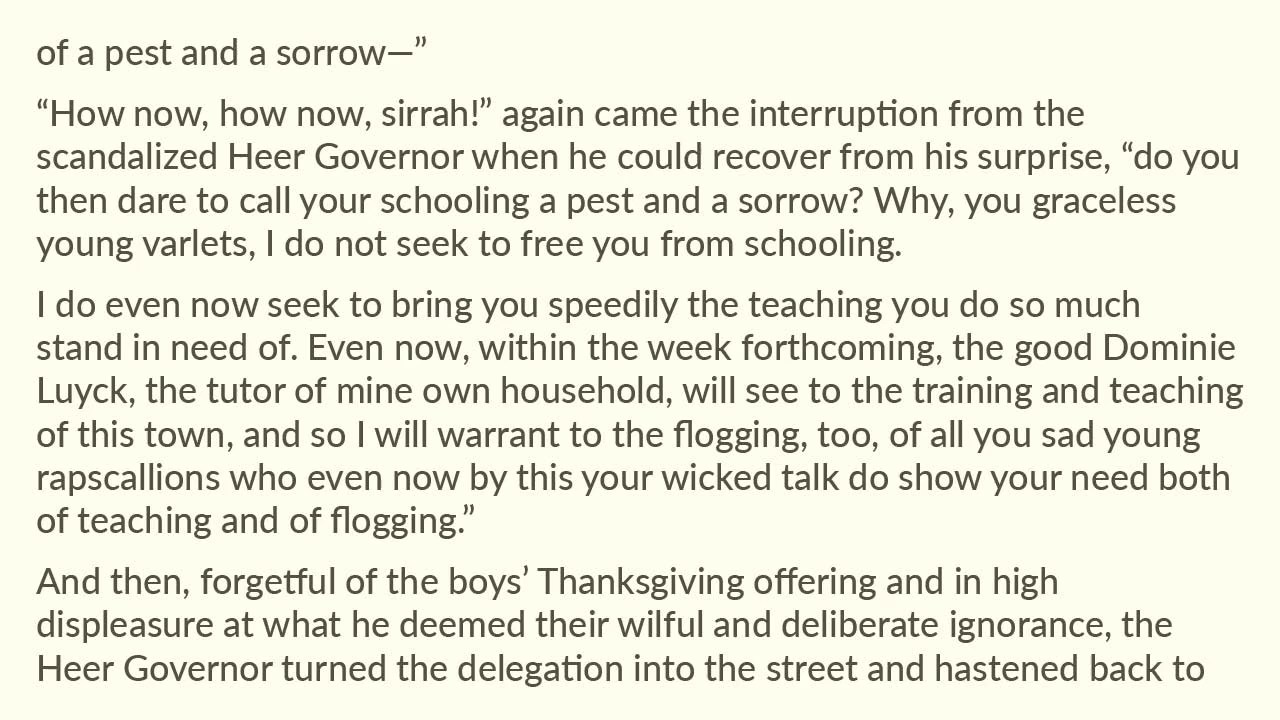 of a pest and a sorrow—”
“How now, how now, sirrah!” again came the interruption from the
scandalized Heer Governor when he could recover from his surprise, “do you
then dare to call your schooling a pest and a sorrow? Why, you graceless
young varlets, I do not seek to free you from schooling.
I do even now seek to bring you speedily the teaching you do so much
stand in need of. Even now, within the week forthcoming, the good Dominie
Luyck, the tutor of mine own household, will see to the training and teaching
of this town, and so I will warrant to the flogging, too, of all you sad young
rapscallions who even now by this your wicked talk do show your need both
of teaching and of flogging.”
And then, forgetful of the boys’ Thanksgiving offering and in high
displeasure at what he deemed their wilful and deliberate ignorance, the
Heer Governor turned the delegation into the street and hastened back to